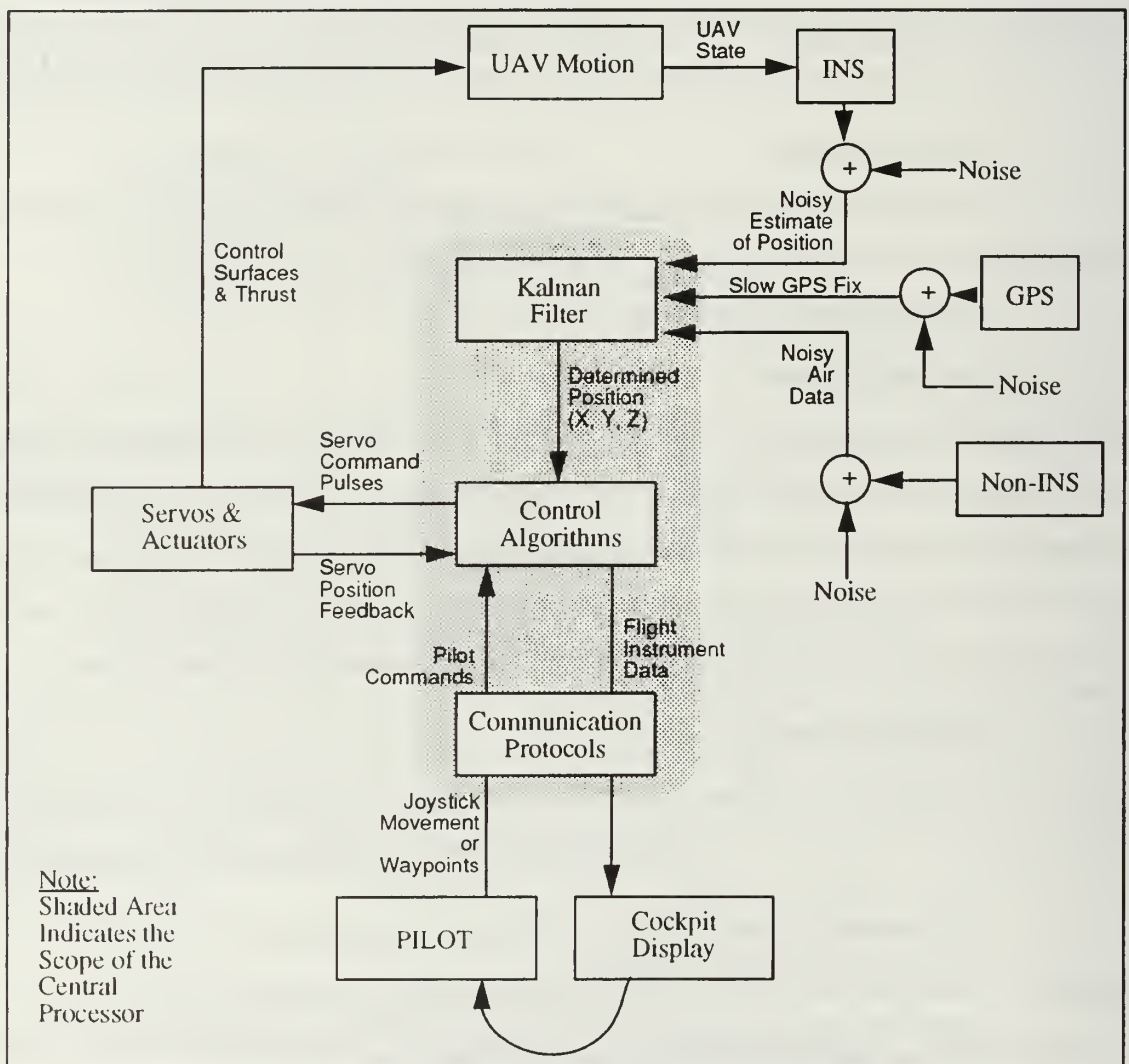 UAV Motion
UAV
State
INS
+
Noise
Noisy
Estimate
of Position
Control
Surfaces
& Thrust
Kalman
Filter
Slow GPS Fix
+
GPS
Noise
Noisy
Air
Data
Determined
Position
(X, Y, Z)
Servo
Command
Pulses
+
Non-INS
Servos &
Actuators
Control
Algorithms
Servo
Position
Feedback
Noise
Pilot
Commands
Flight
Instrument
Data
Communication
Protocols
Joystick
Movement
or
Waypoints
Note:
Shaded Area
Indicates the
Scope of the
Central
Processor
PILOT
Cockpit
Display